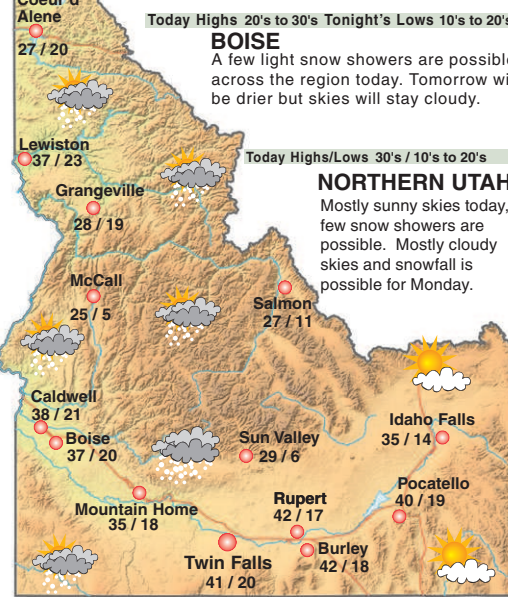 Coeur d'
Alene
27 / 20
Today Highs 20's to 30's Tonight's Lows 10's to 20's
BOISE
A few light snow showers are possible
across the region today. Tomorrow wi
be drier but skies will stay cloudy.
Lewiston
37 / 23
Today Highs/Lows 30's / 10's to 20's
NORTHERN UTAH
Mostly sunny skies today,
few snow showers are
possible. Mostly cloudy
skies and snowfall is
possible for Monday.
Grangeville
28 / 19
McCall
25 / 5
Salmon
27 / 11
Caldwell
38 / 21
Boise
37 / 20
Sun Valley
29 / 6
Idaho Falls
35 / 14
Mountain Home
35 / 18
Rupert
42 / 17
Pocatello
40 / 19
Twin Falls
41 / 20
Burley
42 / 18